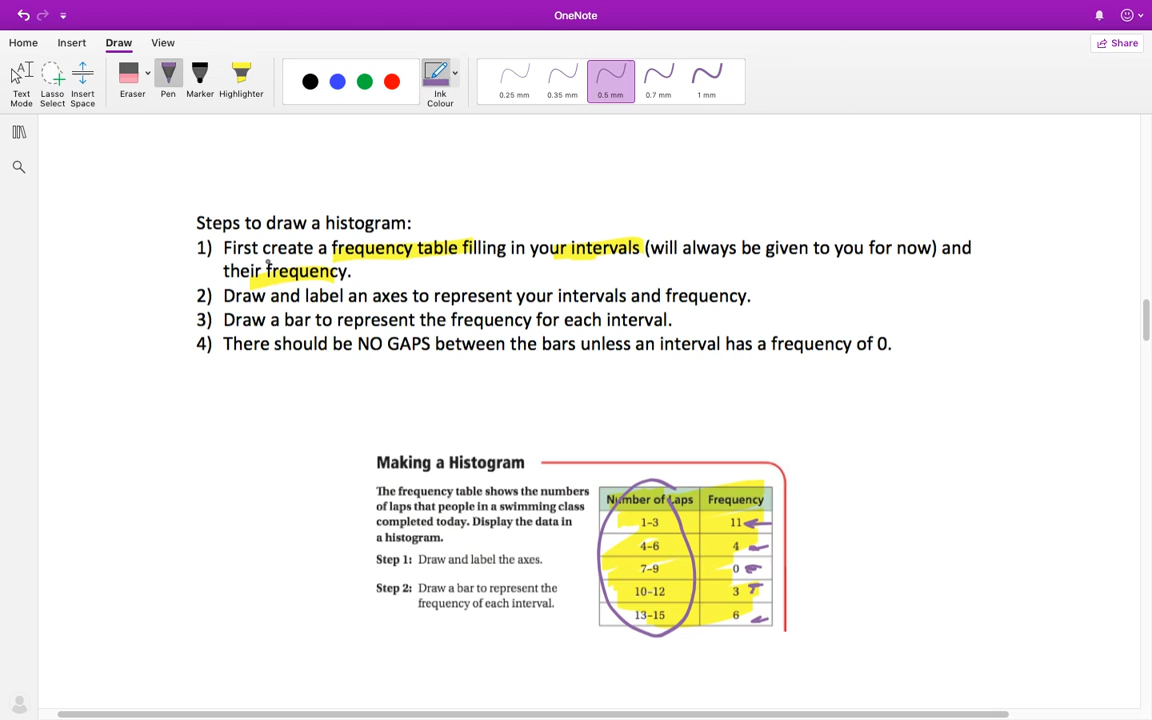 OneNote
Home Insert Draw View
Share
Text Mode
Lasso Select
Insert Space
Eraser
Pen
Marker
Highlighter
Ink Colour
0.25 mm
0.35 mm
0.5 mm
0.7 mm
1 mm
Steps to draw a histogram:
1) First create a frequency table filling in your intervals (will always be given to you for now) and
their frequency.
2) Draw and label an axes to represent your intervals and frequency.
3) Draw a bar to represent the frequency for each interval.
4) There should be NO GAPS between the bars unless an interval has a frequency of 0.
Making a Histogram
The frequency table shows the numbers
of laps that people in a swimming class
completed today. Display the data in
a histogram.
Step 1: Draw and label the axes.
Step 2: Draw a bar to represent the
frequency of each interval.
Number of Laps Frequency
1–3 11
4–6 4
7–9 0
10–12 3
13–15 6